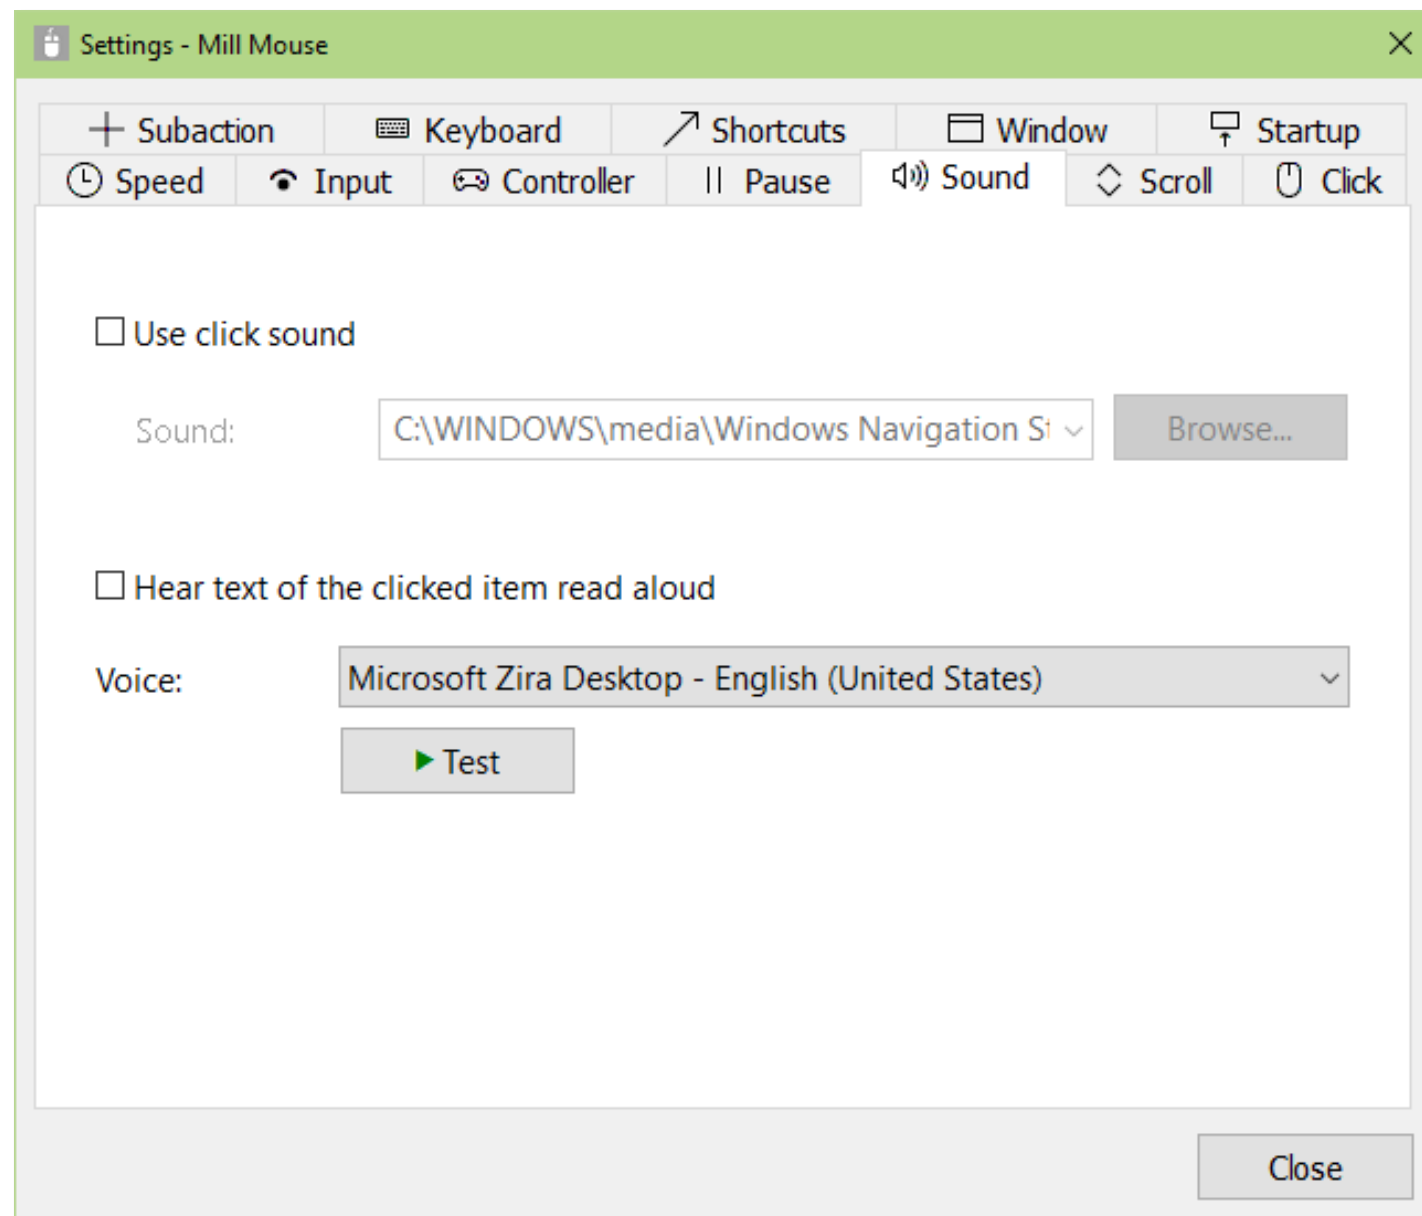 Settings - Mill Mouse
Subaction Keyboard Shortcuts Window Startup
Speed Input Controller Pause Sound Scroll Click
Use click sound
Sound: C:\WINDOWS\media\Windows Navigation Browse...
Hear text of the clicked item read aloud
Voice: Microsoft Zira Desktop - English (United States)
Test
Close